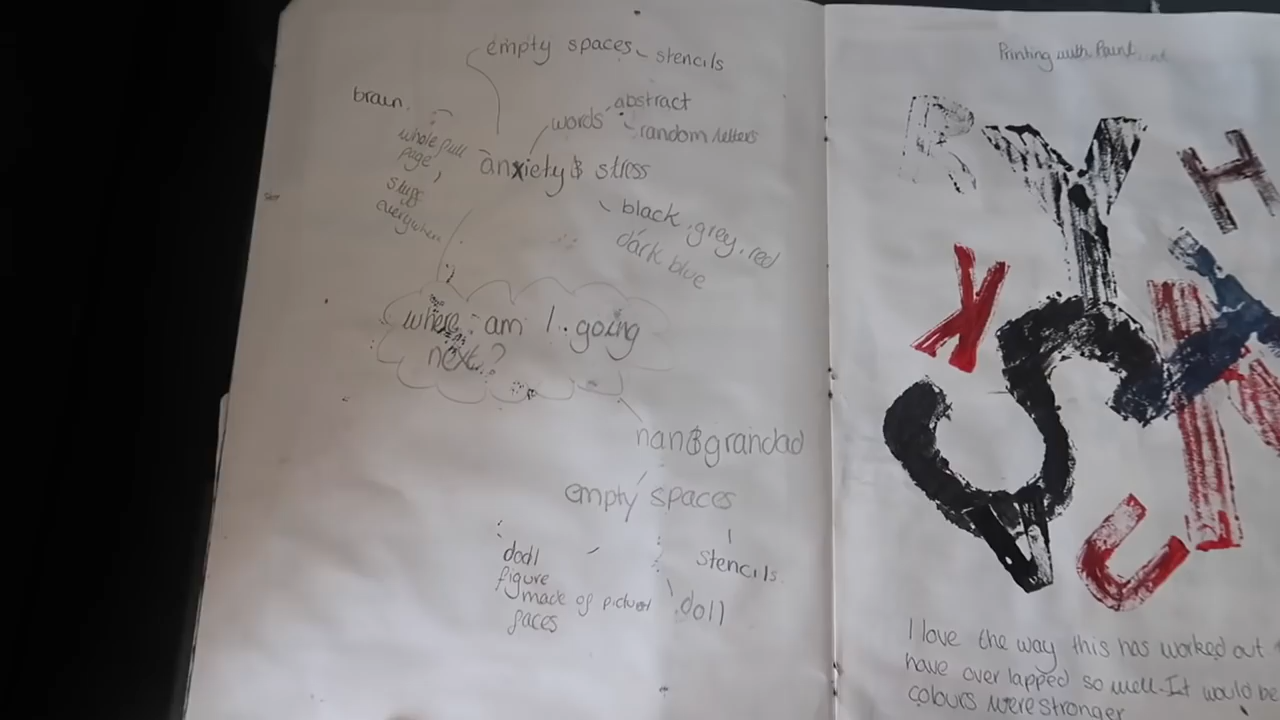 empty spaces - stencils
brain.
words
abstract
random letters
whole full
page,
stuff
everywhere
anxiety & stress
black, grey, red
dark blue
where am I going
next?
nan & grandad
empty spaces
stencils
doll
figure
made of picture
faces
doll
Printing with Paint
R Y H
K
U
I love the way this has worked out
have over lapped so well. It would be
colours were stronger